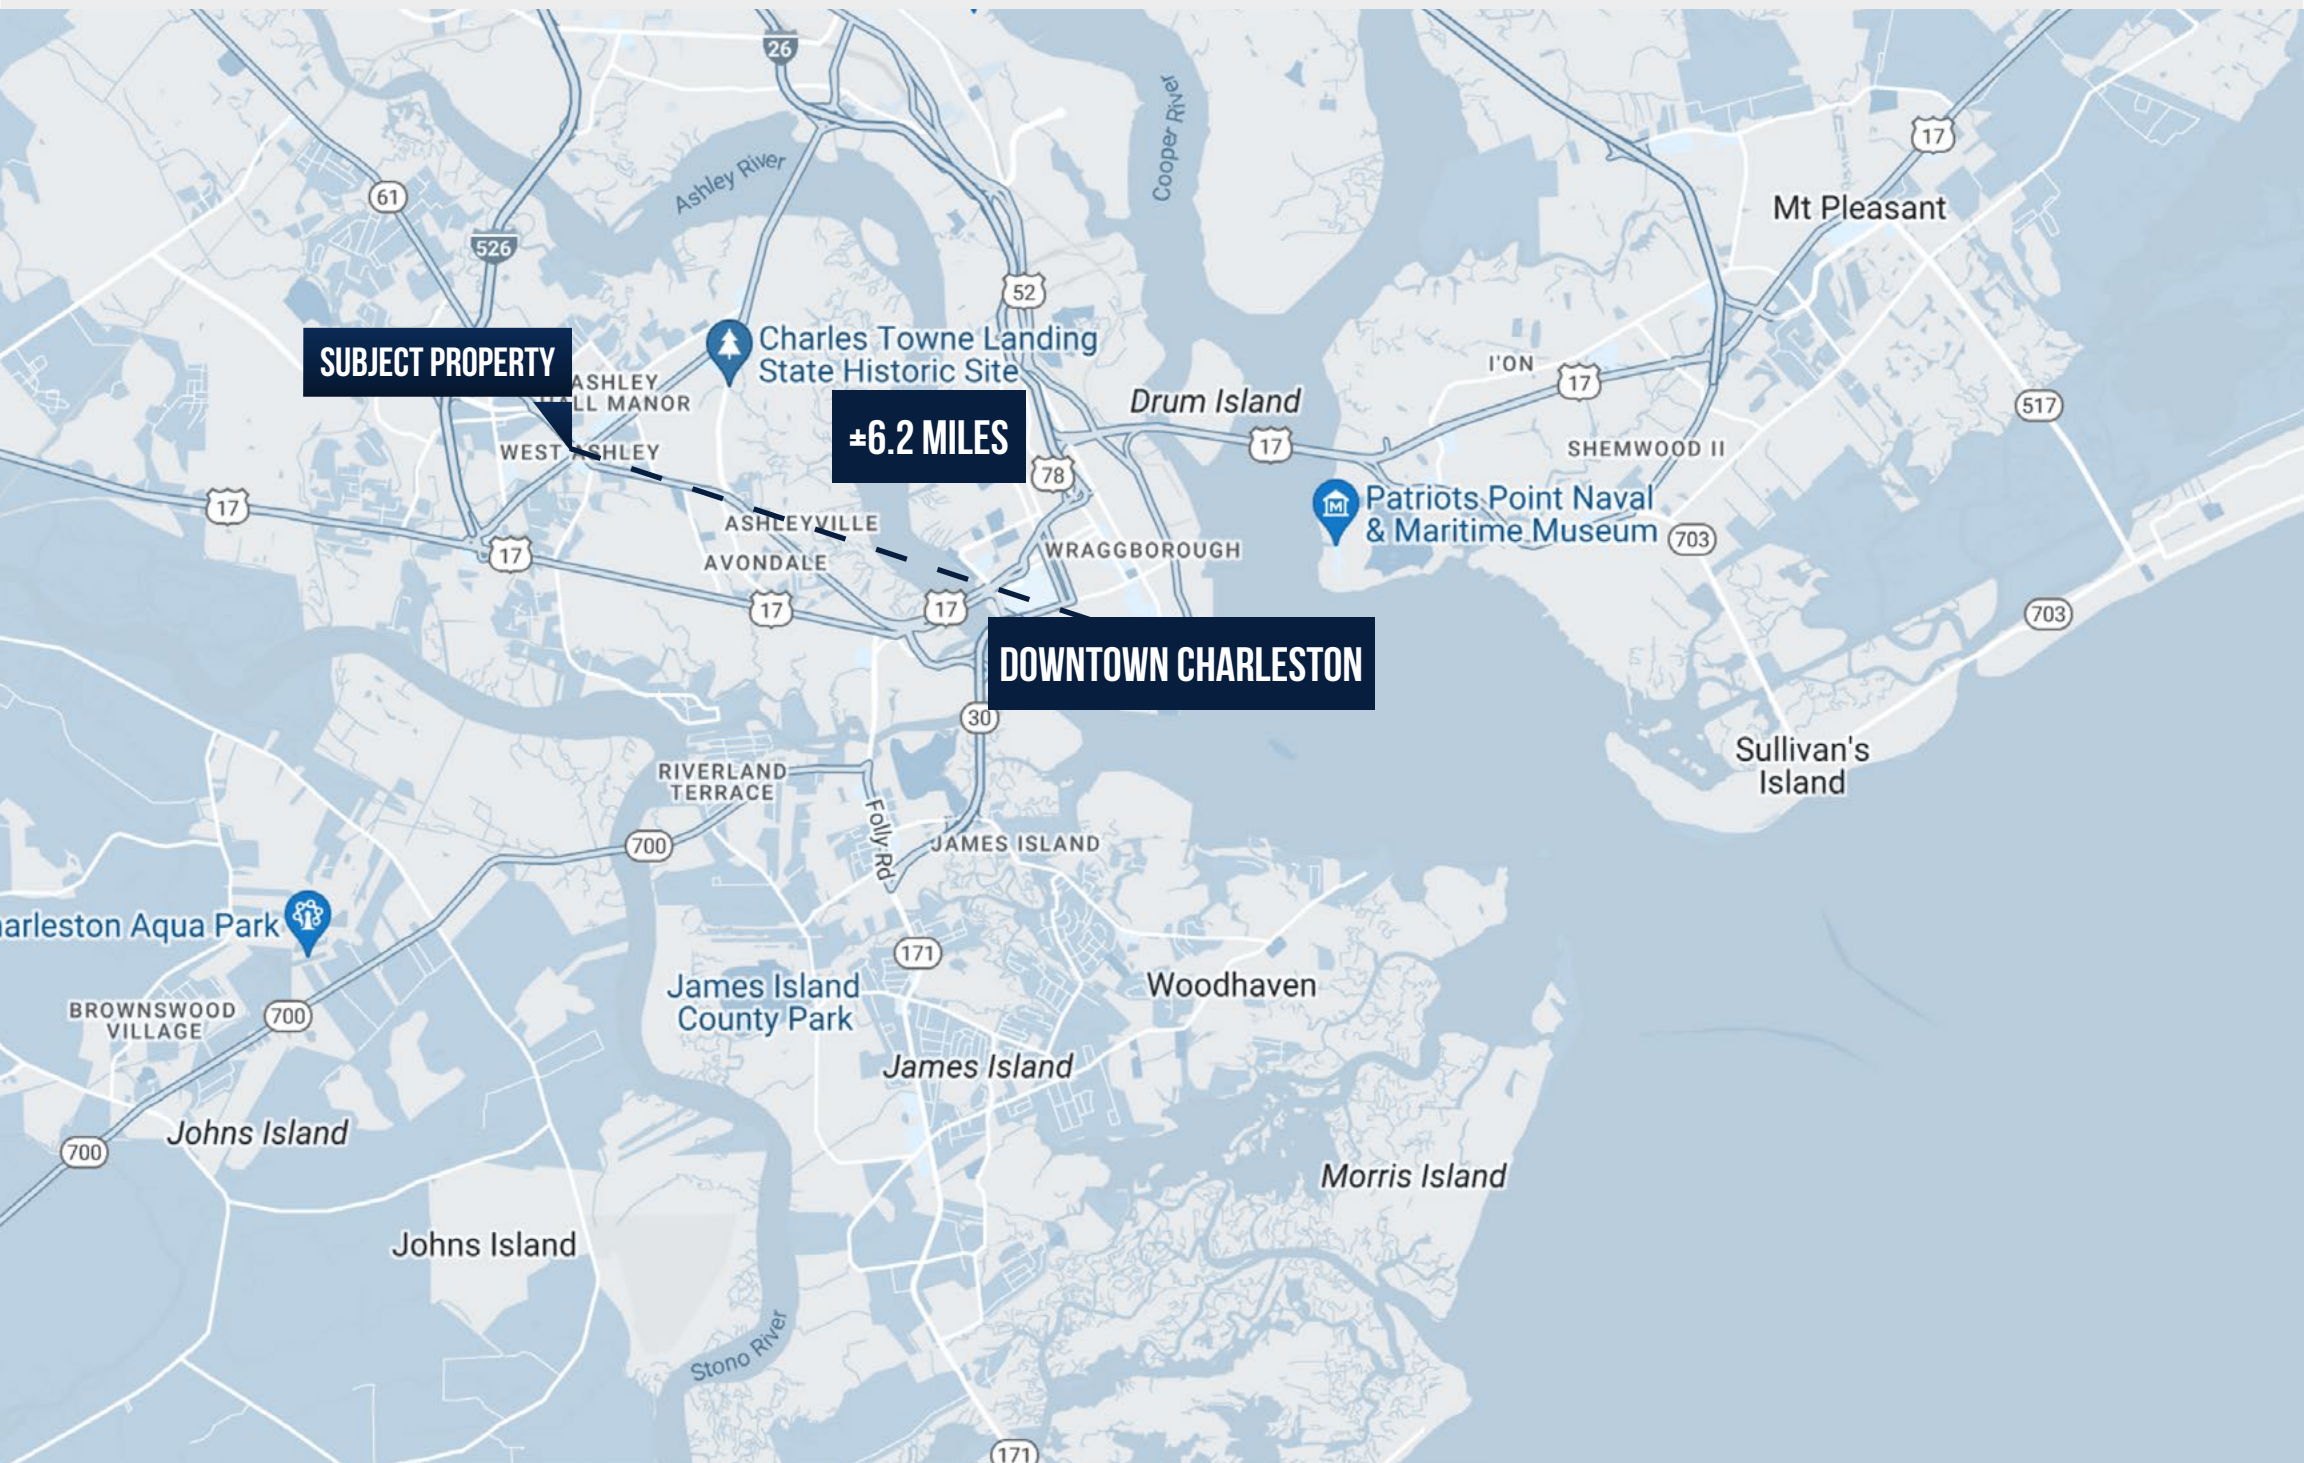 26
Cooper River
17
Ashley River
61
Mt Pleasant
526
52
Charles Towne Landing
State Historic Site
SUBJECT PROPERTY
I'ON
17
ASHLEY
ALL MANOR
Drum Island
517
±6.2 MILES
17
SHEMWOOD II
WEST ASHLEY
78
Patriots Point Naval
& Maritime Museum
17
ASHLEYVILLE
703
17
AVONDALE
WRAGGBOROUGH
17
17
703
DOWNTOWN CHARLESTON
30
Sullivan's
Island
RIVERLAND
TERRACE
Folly Rd
700
JAMES ISLAND
arleston Aqua Park
171
James Island
County Park
Woodhaven
BROWNSWOOD
VILLAGE
700
James Island
Johns Island
700
Morris Island
Johns Island
Stono River
171